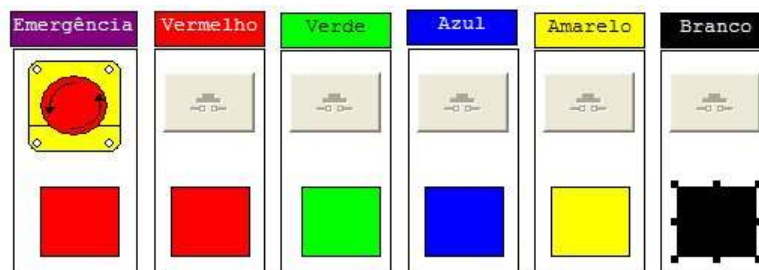 Emergência
Vermelho
Verde
Azul
Amarelo
Branco